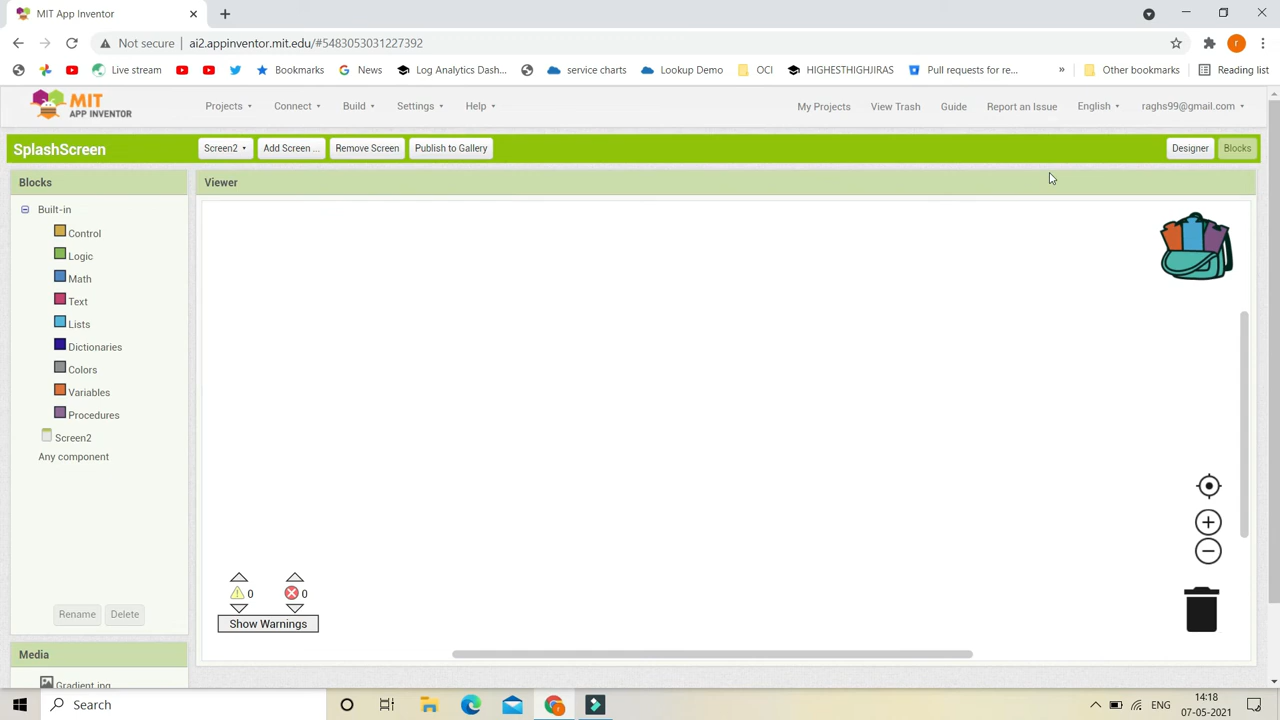 MIT App Inventor
Not secure
ai2.appinventor.mit.edu/#5483053031227392
r
Live stream
Bookmarks
News
Log Analytics Dash...
service charts
Lookup Demo
OCI
HIGHESTHIGHJIRAS
Pull requests for re...
»
Other bookmarks
Reading list
MIT
APP INVENTOR
Projects
Connect
Build
Settings
Help
My Projects
View Trash
Guide
Report an Issue
English
raghs99@gmail.com
SplashScreen
Screen2
Add Screen ...
Remove Screen
Publish to Gallery
Designer
Blocks
Blocks
Viewer
Built-in
Control
Logic
Math
Text
Lists
Dictionaries
Colors
Variables
Procedures
Screen2
Any component
Rename
Delete
0
0
Show Warnings
Media
Gradient.jpg
Search
ENG
14:18
07-05-2021